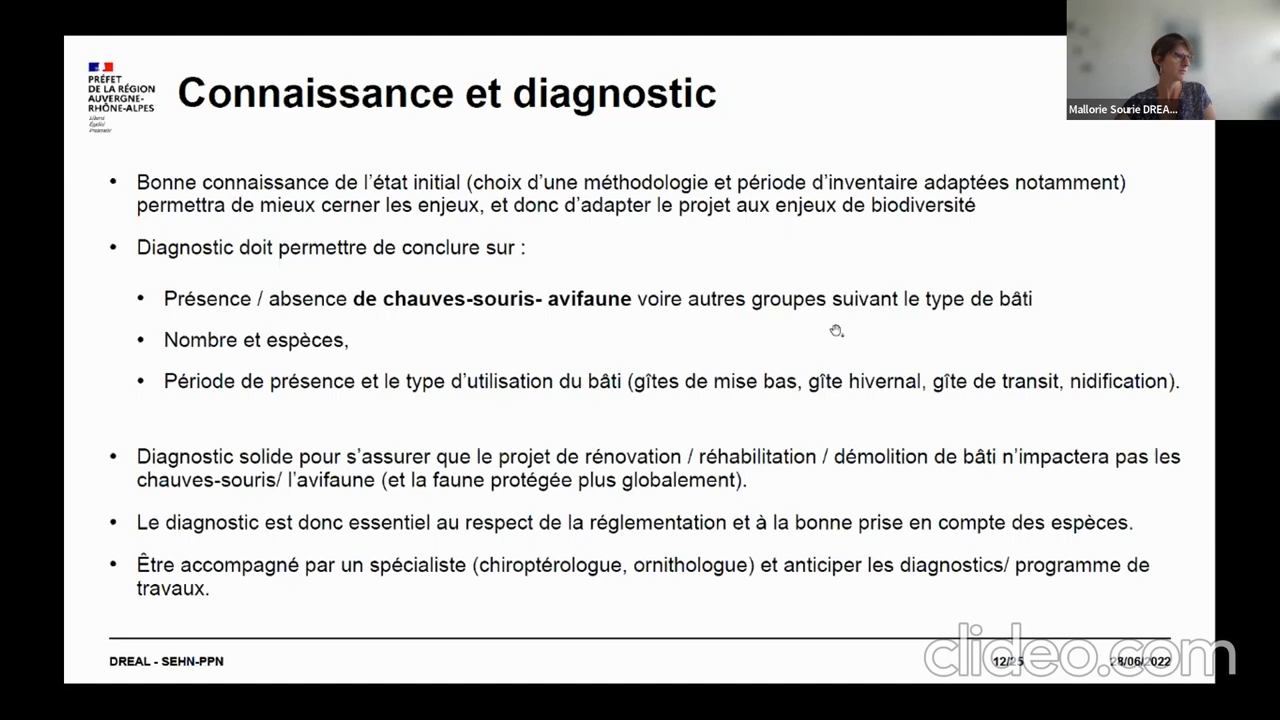 PRÉFET
DE LA RÉGION
AUVERGNE-
RHÔNE-ALPES
Liberté
Égalité
Fraternité
Connaissance et diagnostic
Mallorie Sourie DREA...
• Bonne connaissance de l'état initial (choix d'une méthodologie et période d'inventaire adaptées notamment)
permettra de mieux cerner les enjeux, et donc d'adapter le projet aux enjeux de biodiversité
• Diagnostic doit permettre de conclure sur :
• Présence / absence de chauves-souris- avifaune voire autres groupes suivant le type de bâti
• Nombre et espèces,
• Période de présence et le type d'utilisation du bâti (gîtes de mise bas, gîte hivernal, gîte de transit, nidification).
• Diagnostic solide pour s'assurer que le projet de rénovation / réhabilitation / démolition de bâti n'impactera pas les
chauves-souris/ l'avifaune (et la faune protégée plus globalement).
• Le diagnostic est donc essentiel au respect de la réglementation et à la bonne prise en compte des espèces.
• Être accompagné par un spécialiste (chiroptérologue, ornithologue) et anticiper les diagnostics/ programme de
travaux.
DREAL - SEHN-PPN
12/25
28/06/2022
clideo.com